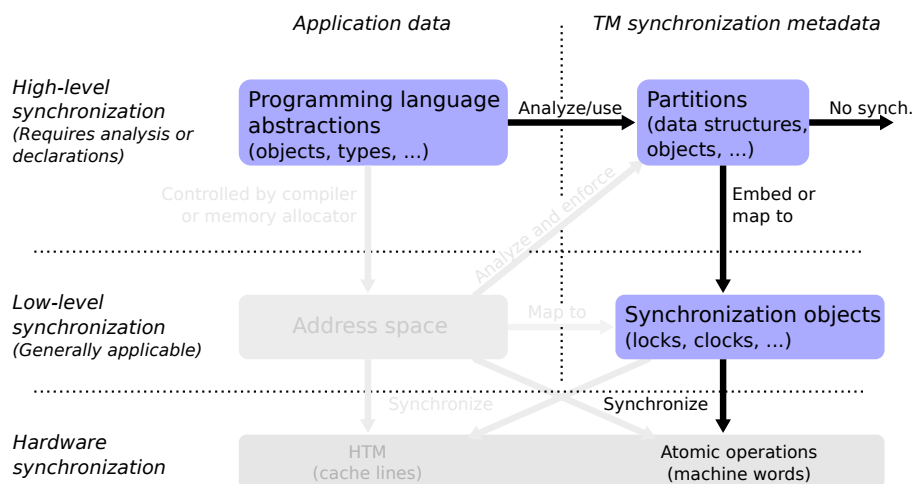 Application data
TM synchronization metadata
High-level
synchronization
(Requires analysis or
declarations)
Programming language
abstractions
(objects, types, ...)
Analyze/use
Partitions
(data structures,
objects, ...)
No synch.
Controlled by compiler
or memory allocator
Analyze and enforce
Embed or
map to
Low-level
synchronization
(Generally applicable)
Address space
Map to
Synchronization objects
(locks, clocks, ...)
Synchronize
Synchronize
Hardware
synchronization
HTM
(cache lines)
Atomic operations
(machine words)